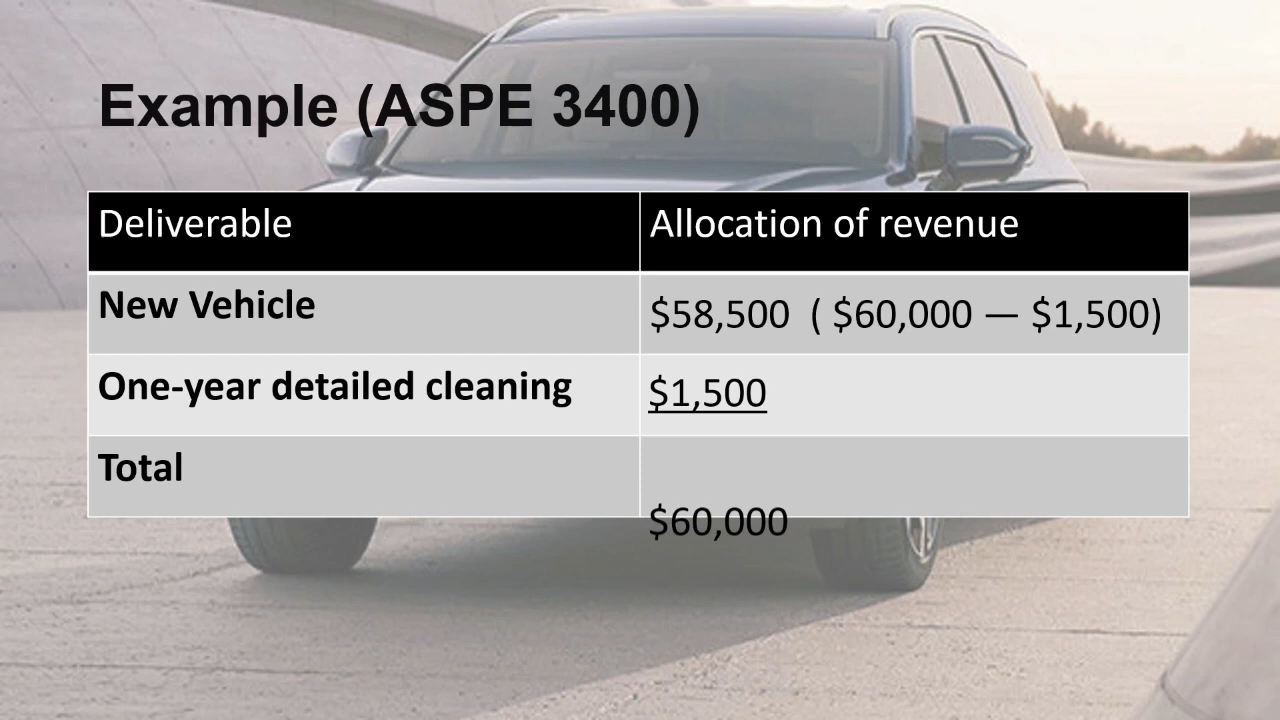 Example (ASPE 3400)
Deliverable
Allocation of revenue
New Vehicle
$58,500 ( $60,000 — $1,500)
One-year detailed cleaning
$1,500
Total
$60,000